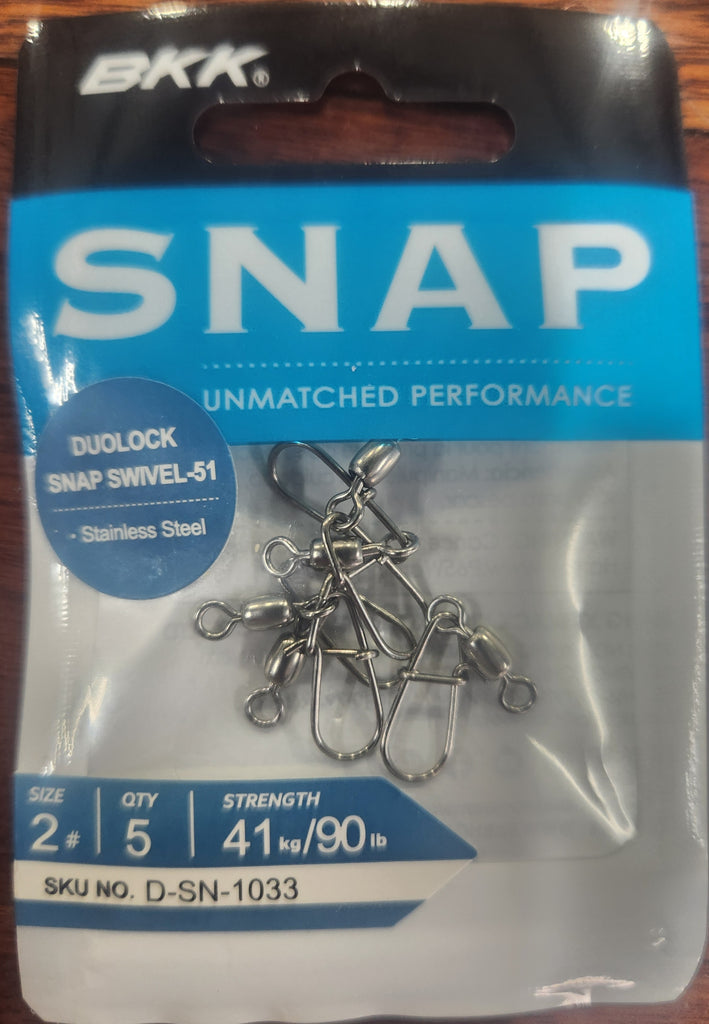 BKK®
SNAP
UNMATCHED PERFORMANCE
DUOLOCK
SNAP SWIVEL-51
- Stainless Steel
SIZE
2#
QTY
5
STRENGTH
41kg/90lb
SKU NO. D-SN-1033